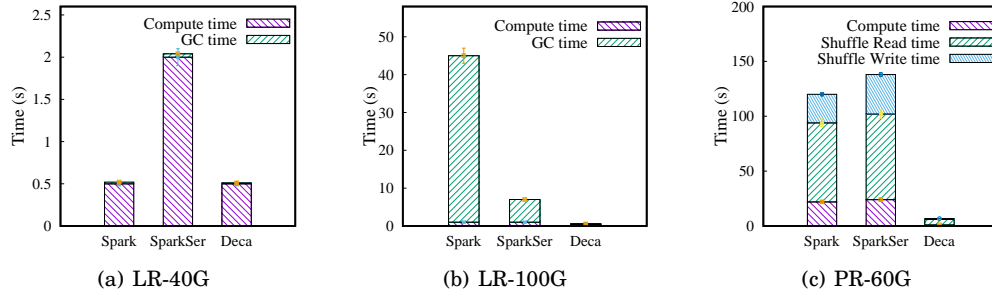 Time (s)
2.5
2
1.5
1
0.5
0
Compute time
GC time
Spark SparkSer Deca
(a) LR-40G
Time (s)
50
40
30
20
10
0
Compute time
GC time
Spark SparkSer Deca
(b) LR-100G
Time (s)
200
150
100
50
0
Compute time
Shuffle Read time
Shuffle Write time
Spark SparkSer Deca
(c) PR-60G